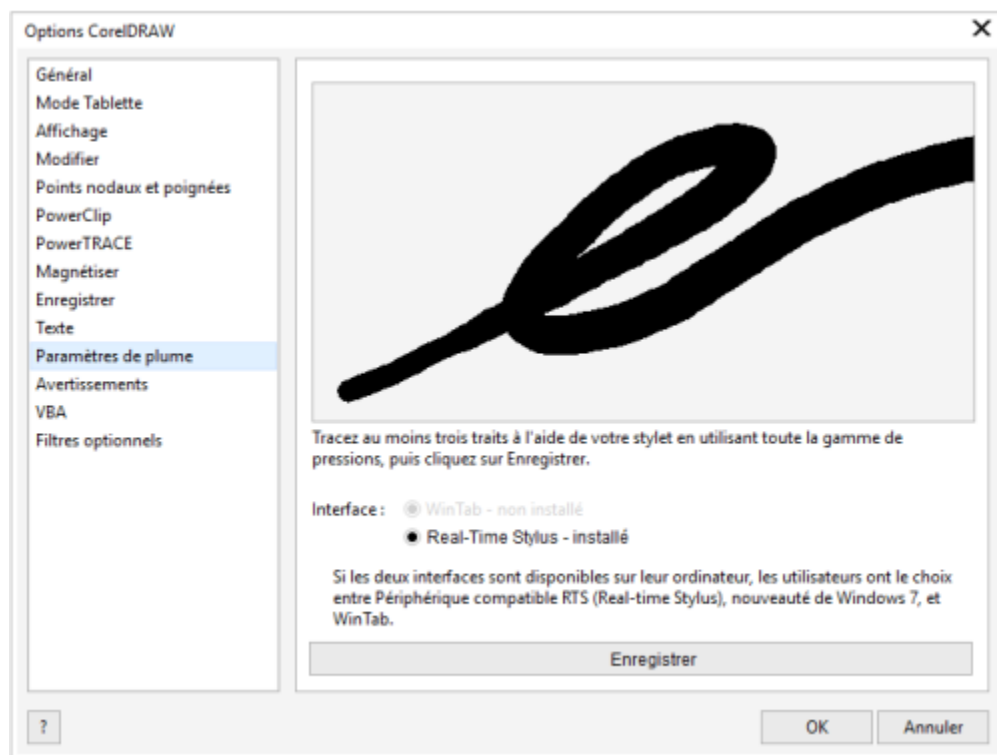 Options CorelDRAW
Général
Mode Tablette
Affichage
Modifier
Points nodaux et poignées
PowerClip
PowerTRACE
Magnétiser
Enregistrer
Texte
Paramètres de plume
Avertissements
VBA
Filtres optionnels
Tracez au moins trois traits à l'aide de votre stylet en utilisant toute la gamme de
pressions, puis cliquez sur Enregistrer.
Interface : WinTab - non installé
Real-Time Stylus - installé
Si les deux interfaces sont disponibles sur leur ordinateur, les utilisateurs ont le choix
entre Périphérique compatible RTS (Real-time Stylus), nouveauté de Windows 7, et
WinTab.
Enregistrer
?
OK
Annuler